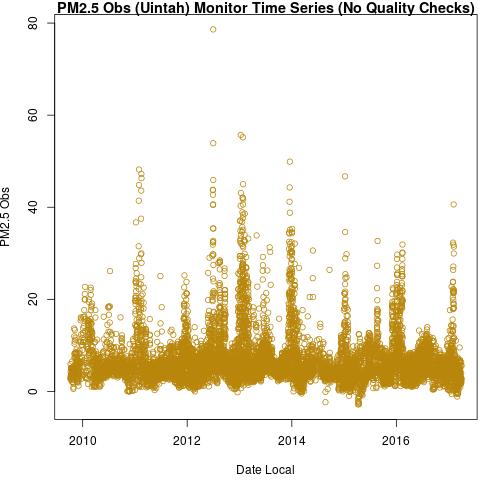 PM2.5 Obs (Uintah) Monitor Time Series (No Quality Checks)
80
60
40
20
0
PM2.5 Obs
2010 2012 2014 2016
Date Local